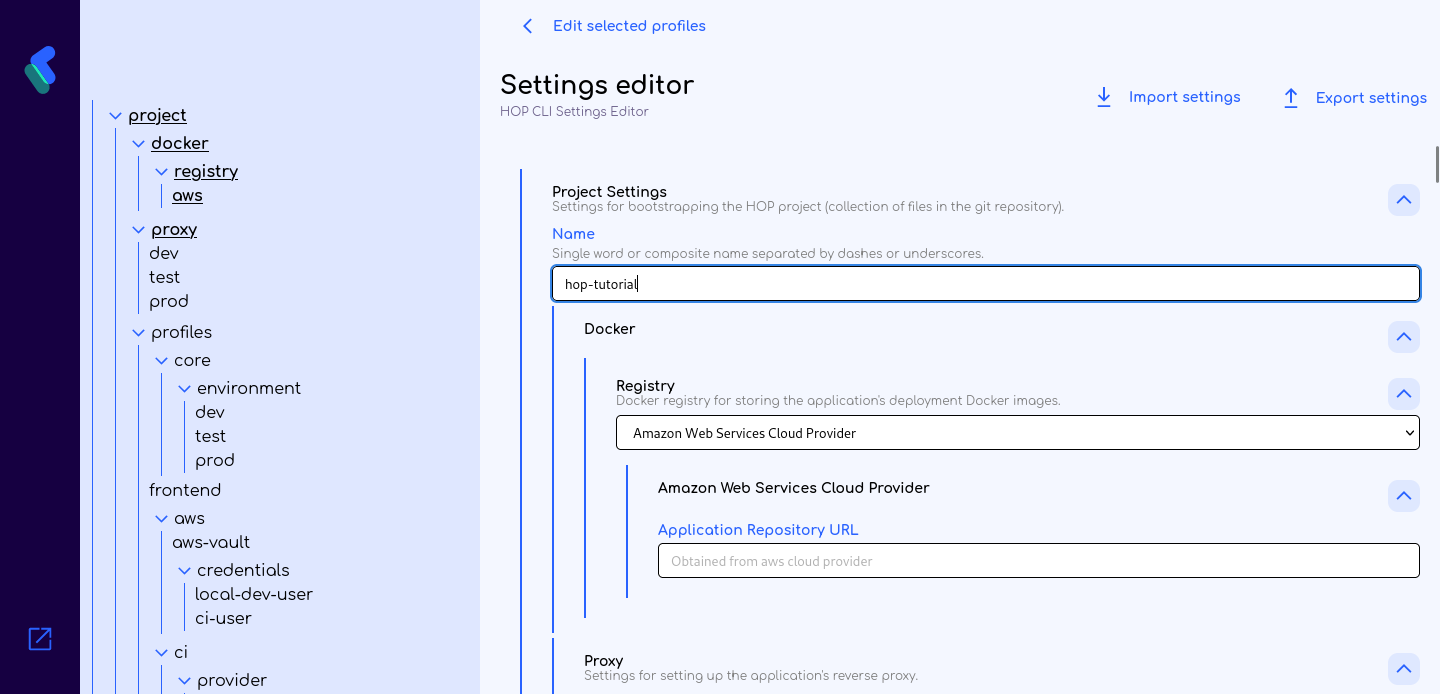 Edit selected profiles
Settings editor
HOP CLI Settings Editor
Import settings
Export settings
project
docker
registry
aws
proxy
dev
test
prod
profiles
core
environment
dev
test
prod
frontend
aws
aws-vault
credentials
local-dev-user
ci-user
ci
provider
Project Settings
Settings for bootstrapping the HOP project (collection of files in the git repository).
Name
Single word or composite name separated by dashes or underscores.
hop-tutorial
Docker
Registry
Docker registry for storing the application's deployment Docker images.
Amazon Web Services Cloud Provider
Amazon Web Services Cloud Provider
Application Repository URL
Obtained from aws cloud provider
Proxy
Settings for setting up the application's reverse proxy.